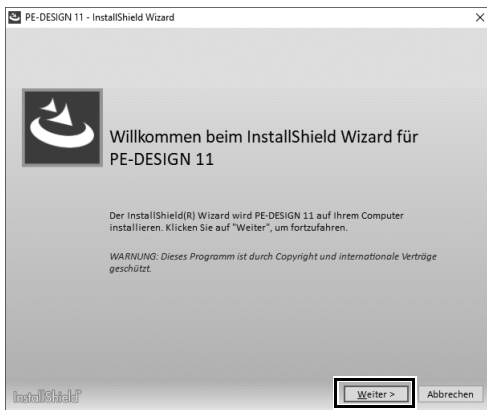 PE-DESIGN 11 - InstallShield Wizard
Willkommen beim InstallShield Wizard für
PE-DESIGN 11
Der InstallShield(R) Wizard wird PE-DESIGN 11 auf Ihrem Computer
installieren. Klicken Sie auf "Weiter", um fortzufahren.
WARNUNG: Dieses Programm ist durch Copyright und internationale Verträge
geschützt.
InstallShield
Weiter >
Abbrechen